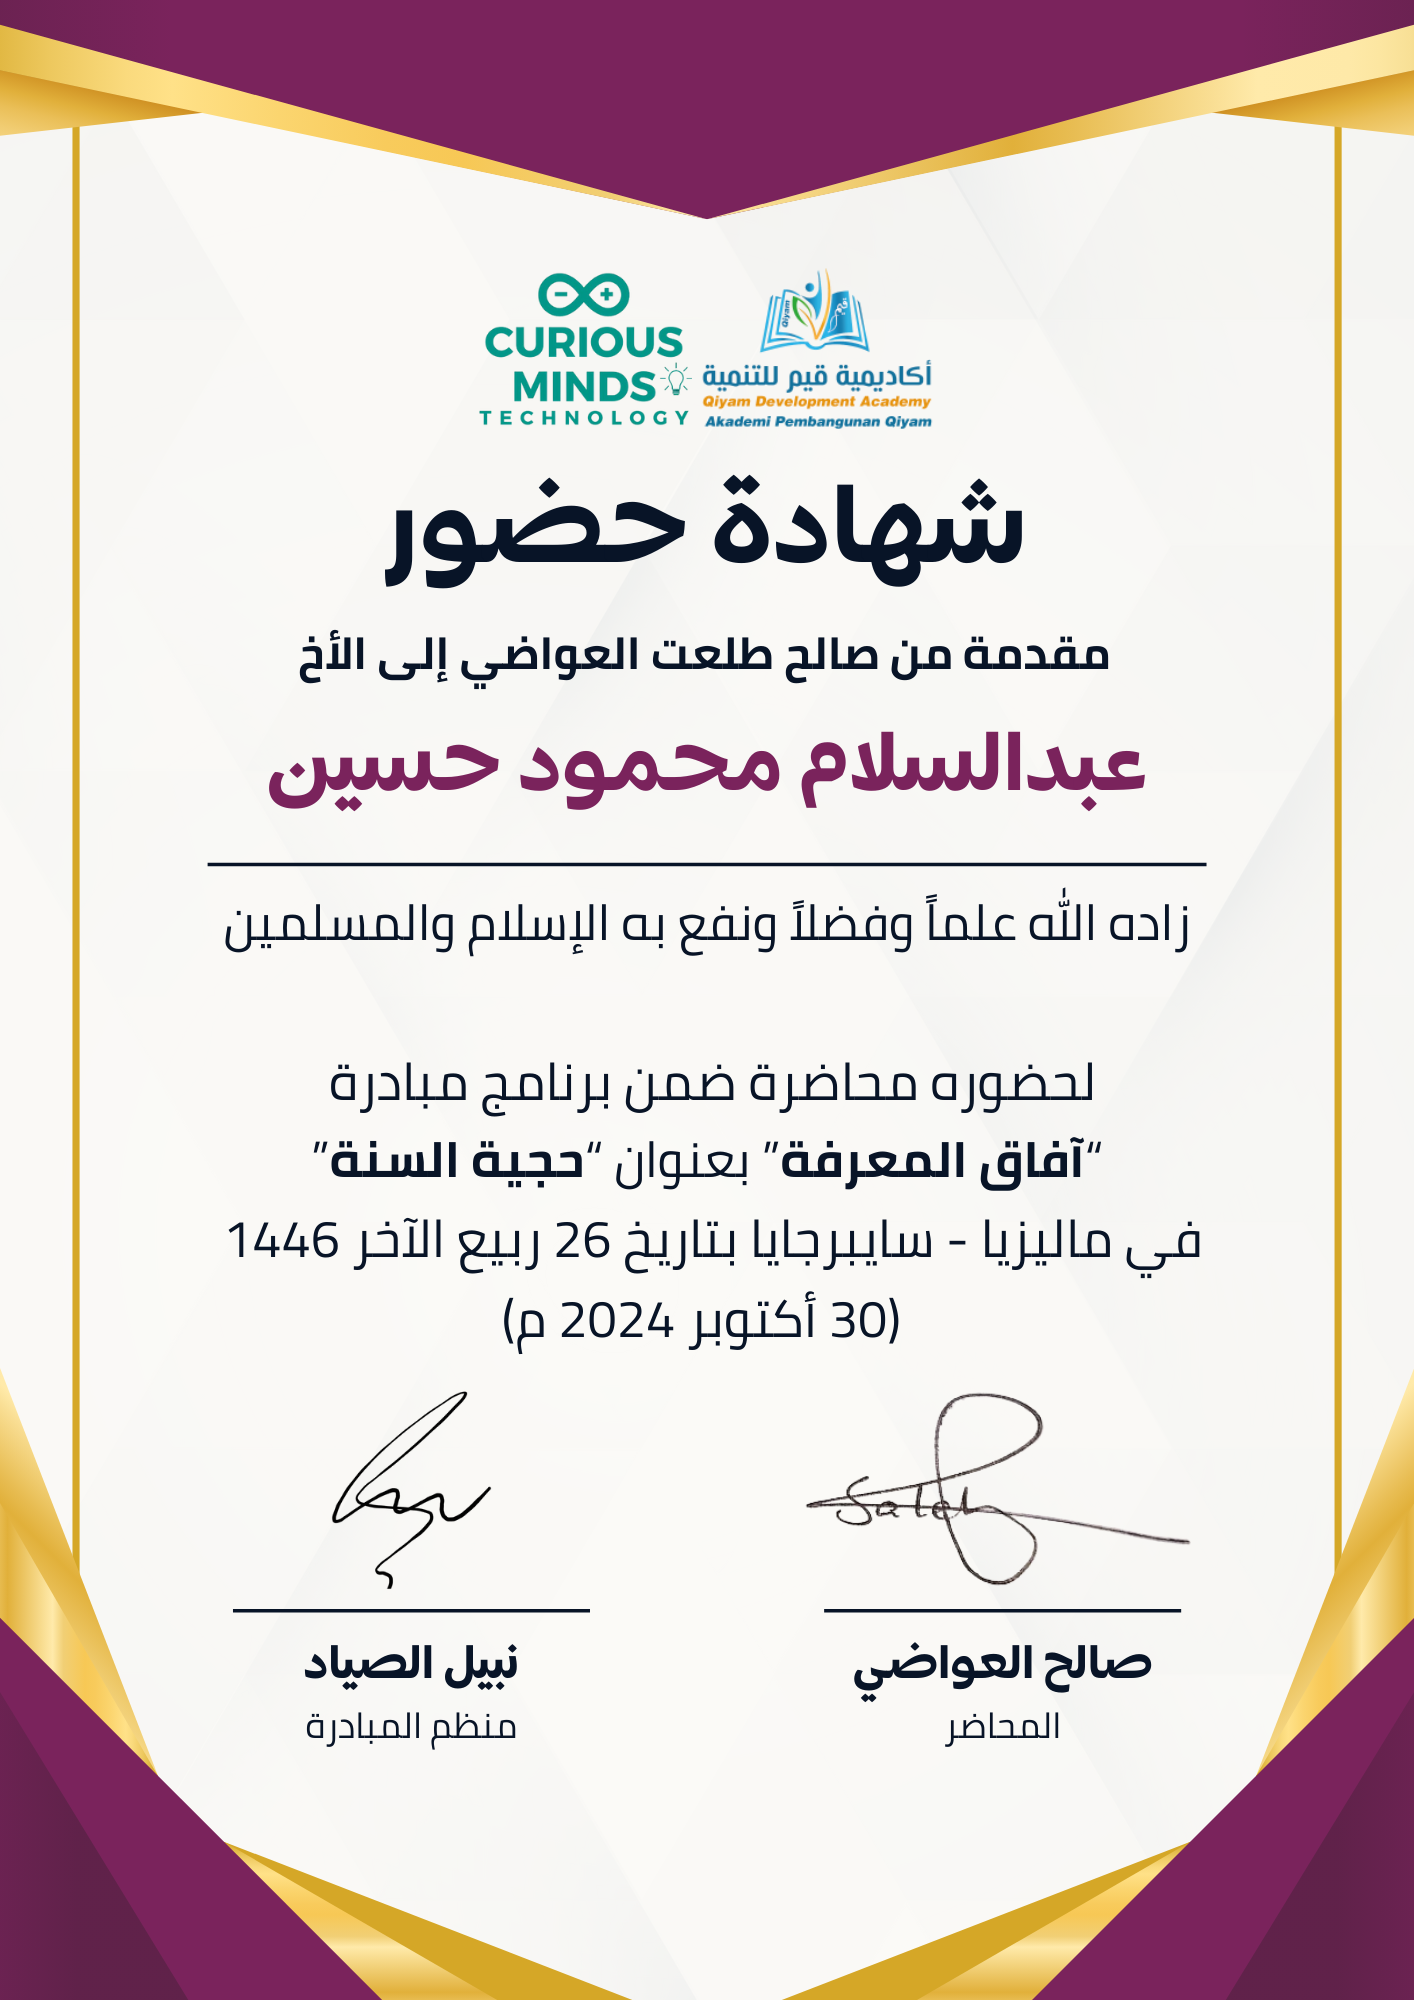 CURIOUS
MINDS
TECHNOLOGY
Qiyam
أكاديمية قيم للتنمية
Qiyam Development Academy
Akademi Pembangunan Qiyam
شهادة حضور
مقدمة من صالح طلعت العواضي إلى الأخ
عبدالسلام محمود حسين
زاده الله علماً وفضلاً ونفع به الإسلام والمسلمين
لحضوره محاضرة ضمن برنامج مبادرة
“آفاق المعرفة” بعنوان “حجية السنة”
في ماليزيا - سايبرجايا بتاريخ 26 ربيع الآخر 1446
(30 أكتوبر 2024 م)
Saleh
صالح العواضي
المحاضر
نبيل الصياد
منظم المبادرة